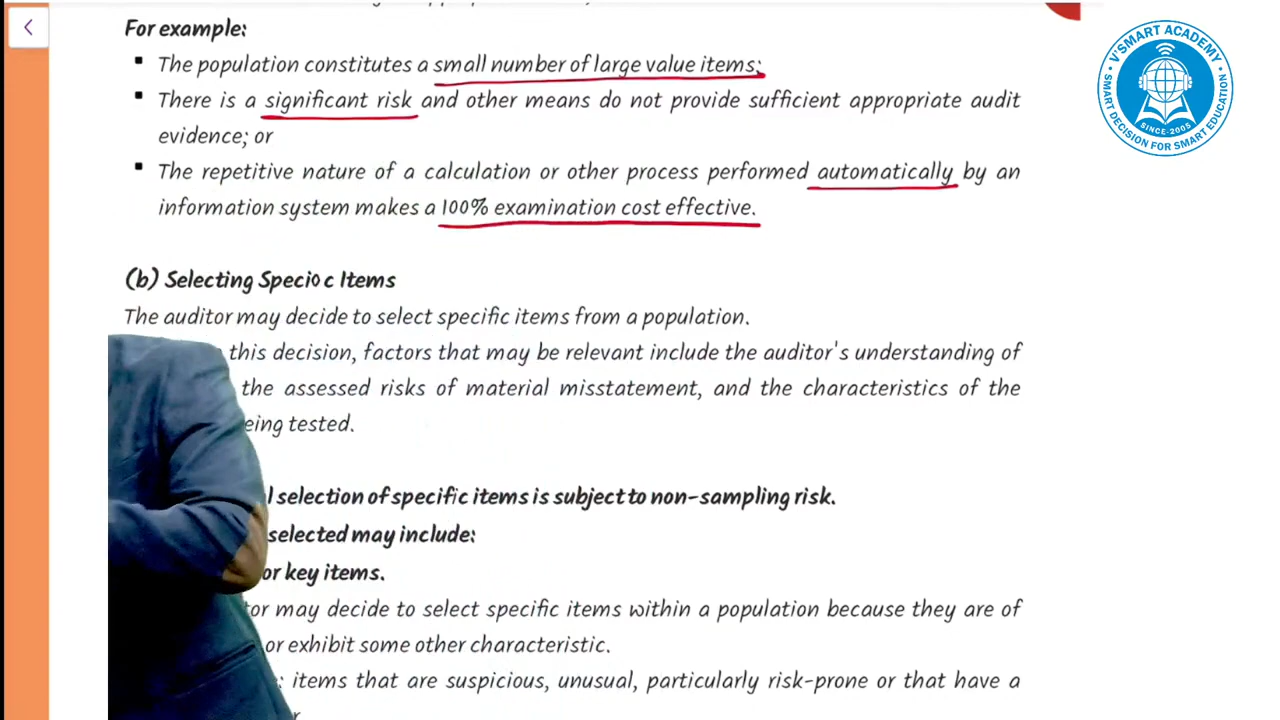 For example:
▪ The population constitutes a small number of large value items;
▪ There is a significant risk and other means do not provide sufficient appropriate audit
evidence; or
▪ The repetitive nature of a calculation or other process performed automatically by an
information system makes a 100% examination cost effective.
(b) Selecting Specio c Items
The auditor may decide to select specific items from a population.
this decision, factors that may be relevant include the auditor's understanding of
the assessed risks of material misstatement, and the characteristics of the
eing tested.
l selection of specific items is subject to non-sampling risk.
selected may include:
or key items.
tor may decide to select specific items within a population because they are of
or exhibit some other characteristic.
: items that are suspicious, unusual, particularly risk-prone or that have a
V'SMART ACADEMY
SINCE-2005
SMART DECISION FOR SMART EDUCATION